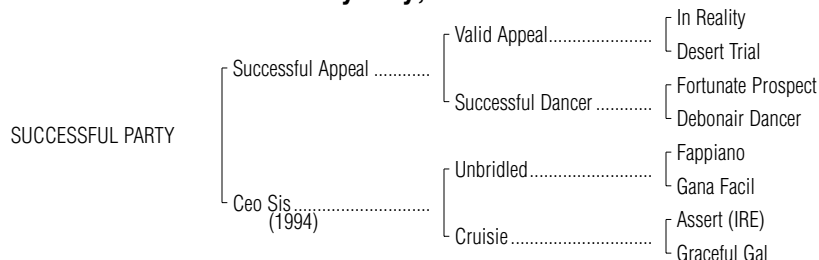 In Reality
Valid Appeal
Desert Trial
Successful Appeal
Fortunate Prospect
Successful Dancer
Debonair Dancer
SUCCESSFUL PARTY
Fappiano
Unbridled
Gana Facil
Ceo Sis
(1994)
Assert (IRE)
Cruisie
Graceful Gal